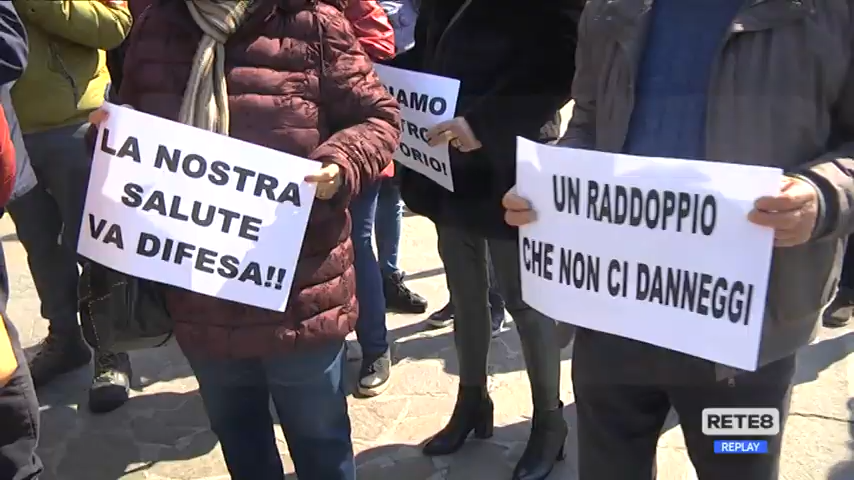 LA NOSTRA
SALUTE
VA DIFESA!!
UN RADDOPPIO
CHE NON CI DANNEGGI
RETE8
REPLAY